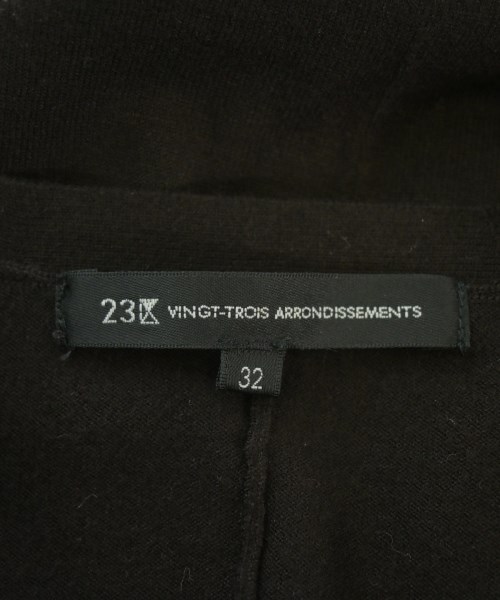 23区 VINGT-TROIS ARRONDISSEMENTS
32